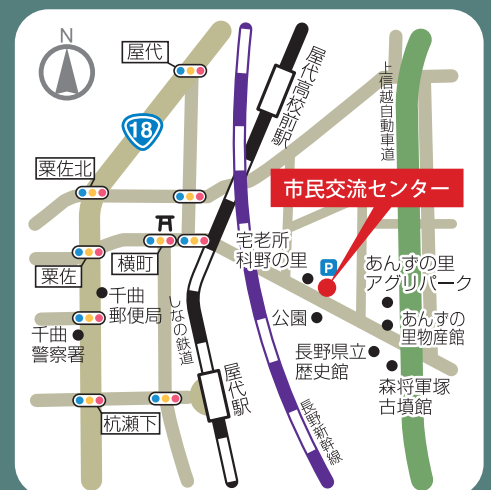 N
屋代
18
屋代高校前駅
上信越自動車道
粟佐北
市民交流センター
P
横町
宅老所
科野の里
粟佐
あんずの里
アグリパーク
千曲
郵便局
しなの鉄道
公園
あんずの
里物産館
千曲
警察署
長野県立
歴史館
屋代駅
森将軍塚
古墳館
杭瀬下
長野新幹線